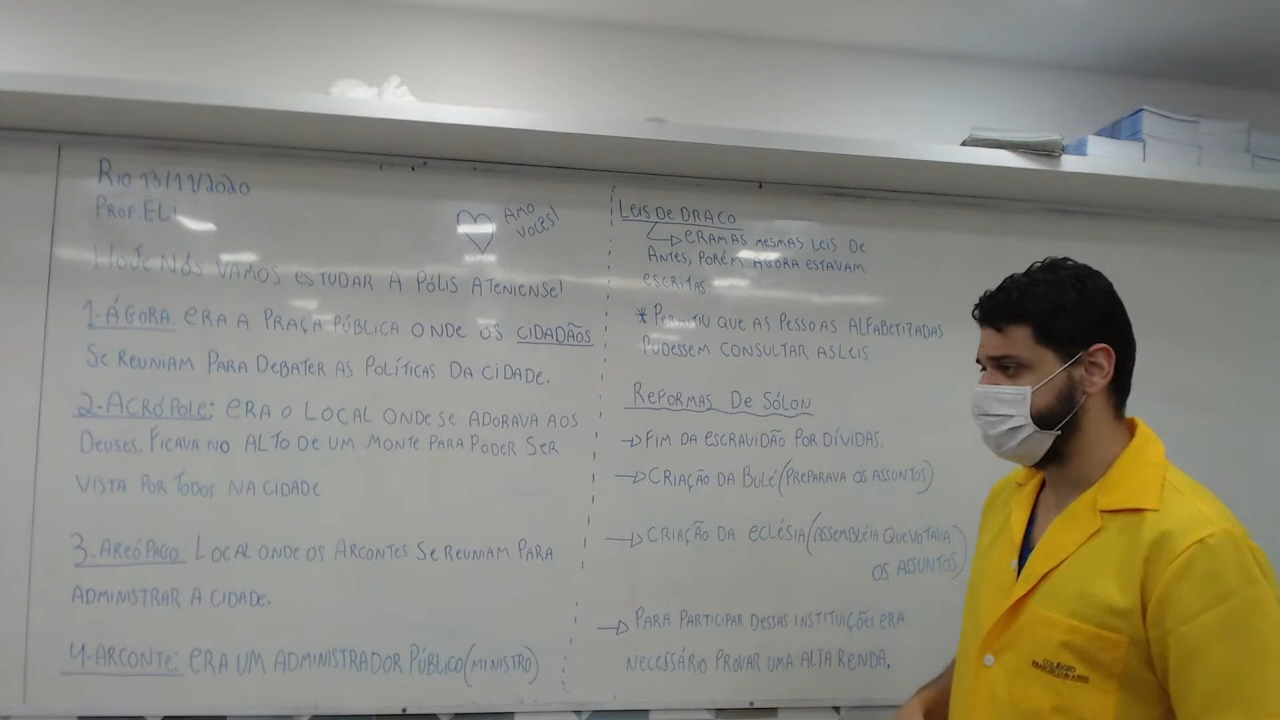 RIO 13/11/2020
PROF. ELI
AMO
VOCÊS!
HOJE NÓS VAMOS ESTUDAR A PÓLIS ATENIENSE!
1-ÁGORA ERA A PRAÇA PÚBLICA ONDE OS CIDADÃOS
SE REUNIAM PARA DEBATER AS POLÍTICAS DA CIDADE.
2-ACRÓPOLE: ERA O LOCAL ONDE SE ADORAVA AOS
DEUSES. FICAVA NO ALTO DE UM MONTE PARA PODER SER
VISTA POR TODOS NA CIDADE
3.AREÓPAGO LOCAL ONDE OS ARCONTES SE REUNIAM PARA
ADMINISTRAR A CIDADE.
4-ARCONTE: ERA UM ADMINISTRADOR PÚBLICO (MINISTRO)
LEIS DE DRACO
ERAM AS MESMAS LEIS DE
ANTES, PORÉM AGORA ESTAVAM
ESCRITAS
* PERMITIU QUE AS PESSOAS ALFABETIZADAS
PUDESSEM CONSULTAR AS LEIS
REFORMAS DE SÓLON
→ FIM DA ESCRAVIDÃO POR DÍVIDAS.
→ CRIAÇÃO DA BULÉ (PREPARAVA OS ASSUNTOS)
→ CRIAÇÃO DA ECLÉSIA (ASSEMBLÉIA QUE VOTAVA
OS ASSUNTOS)
→ PARA PARTICIPAR DESSAS INSTITUIÇÕES ERA
NECESSÁRIO PROVAR UMA ALTA RENDA.
COLÉGIO